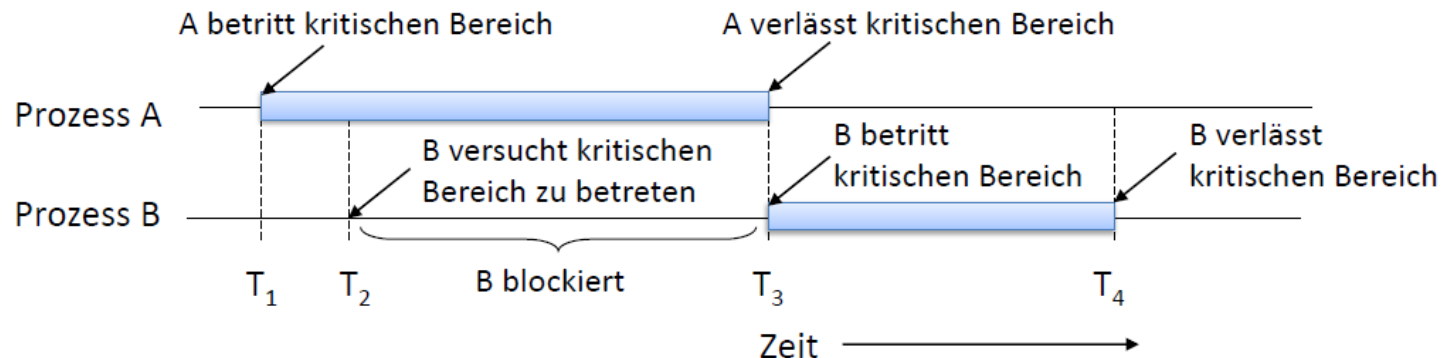 A betritt kritischen Bereich
A verlässt kritischen Bereich
Prozess A
B versucht kritischen
Bereich zu betreten
B betritt
kritischen Bereich
B verlässt
kritischen Bereich
Prozess B
T₁
T₂
B blockiert
T₃
T₄
Zeit